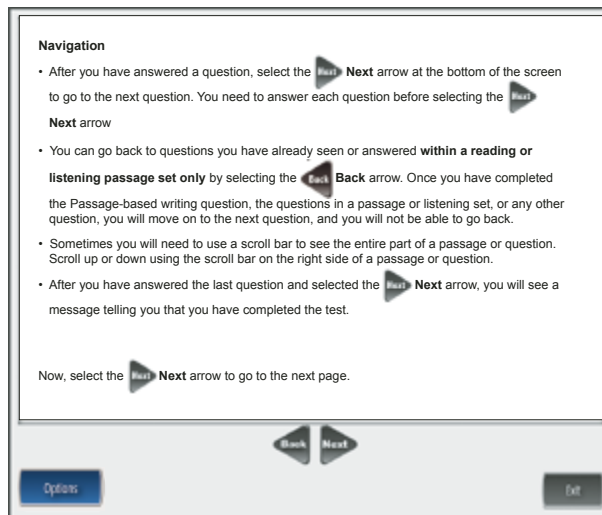 Navigation
• After you have answered a question, select the Next Next arrow at the bottom of the screen
to go to the next question. You need to answer each question before selecting the Next
Next arrow
• You can go back to questions you have already seen or answered within a reading or
listening passage set only by selecting the Back Back arrow. Once you have completed
the Passage-based writing question, the questions in a passage or listening set, or any other
question, you will move on to the next question, and you will not be able to go back.
• Sometimes you will need to use a scroll bar to see the entire part of a passage or question.
Scroll up or down using the scroll bar on the right side of a passage or question.
• After you have answered the last question and selected the Next Next arrow, you will see a
message telling you that you have completed the test.
Now, select the Next Next arrow to go to the next page.
Back Next
Options Exit